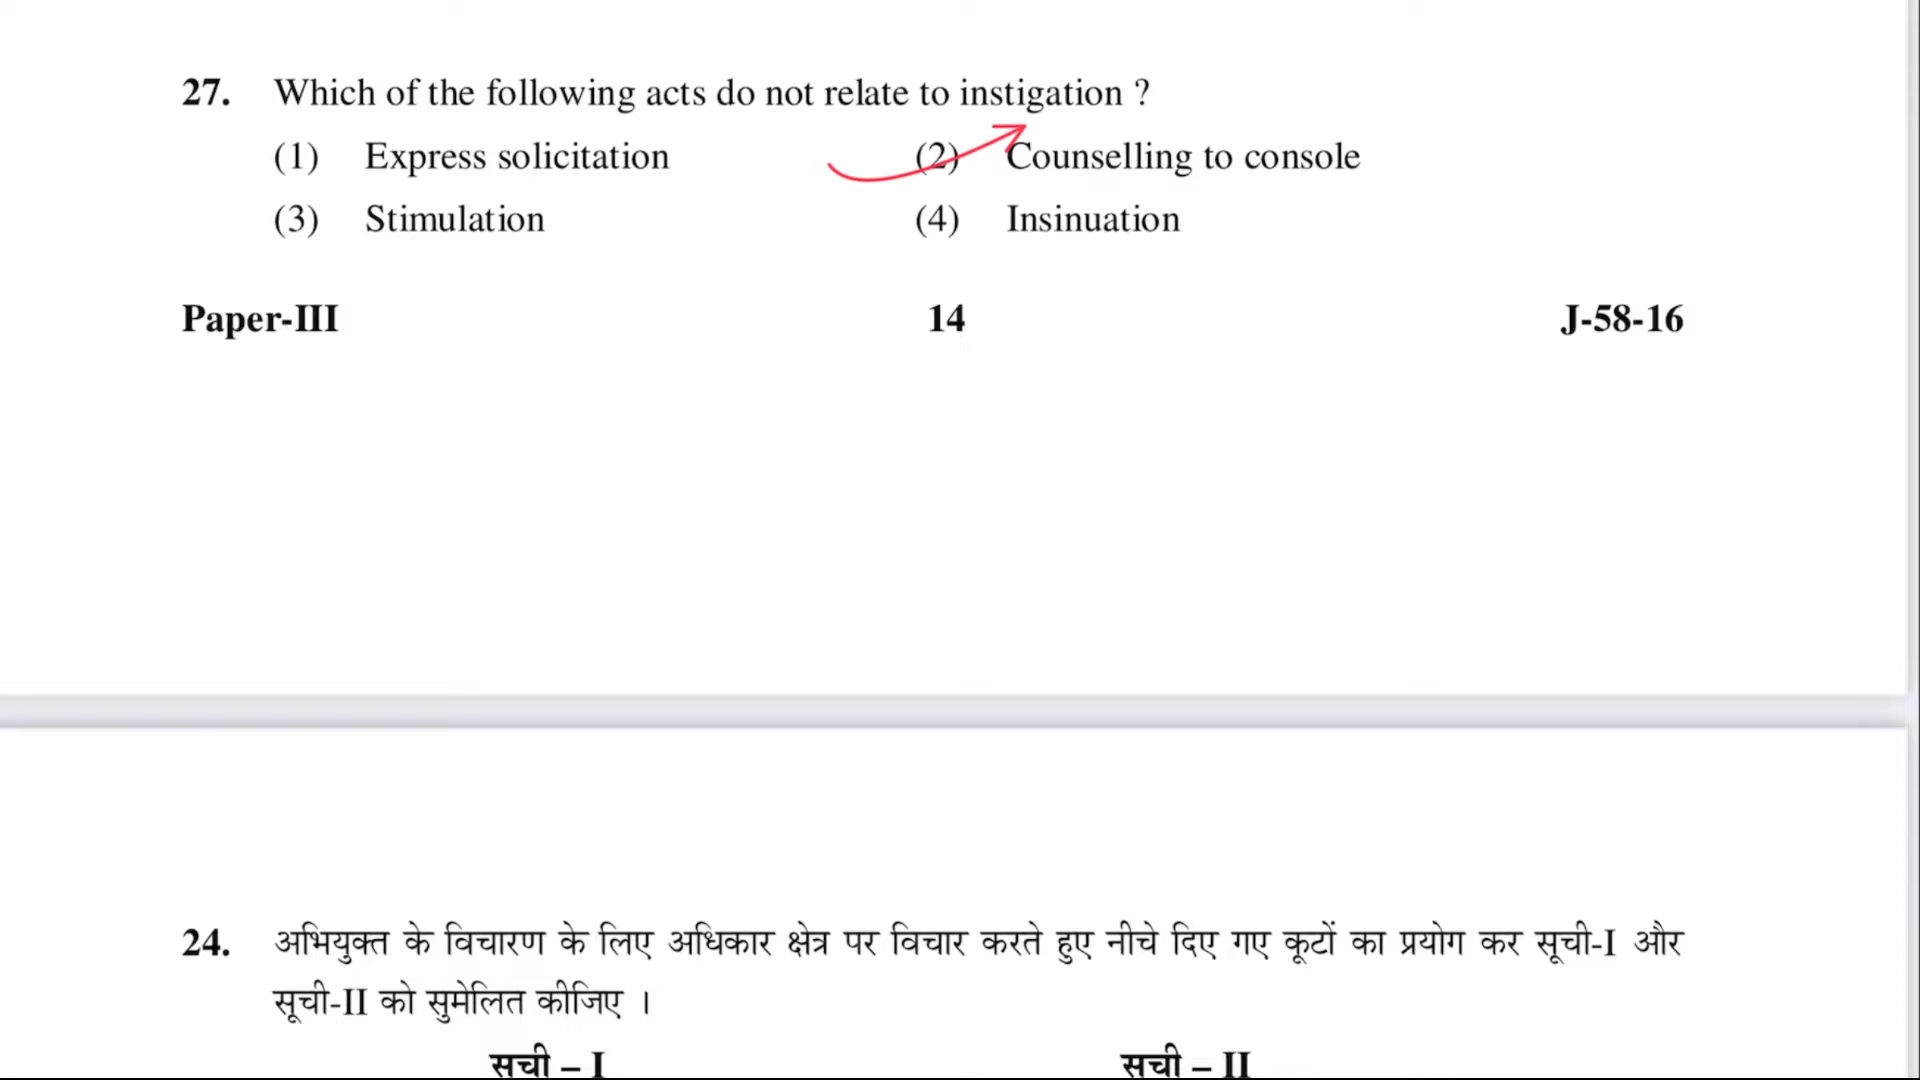 27. Which of the following acts do not relate to instigation ?
(1) Express solicitation (2) Counselling to console
(3) Stimulation (4) Insinuation
Paper-III 14 J-58-16
24. अभियुक्त के विचारण के लिए अधिकार क्षेत्र पर विचार करते हुए नीचे दिए गए कूटों का प्रयोग कर सूची-I और
सूची-II को सुमेलित कीजिए ।
सूची – I सूची – II